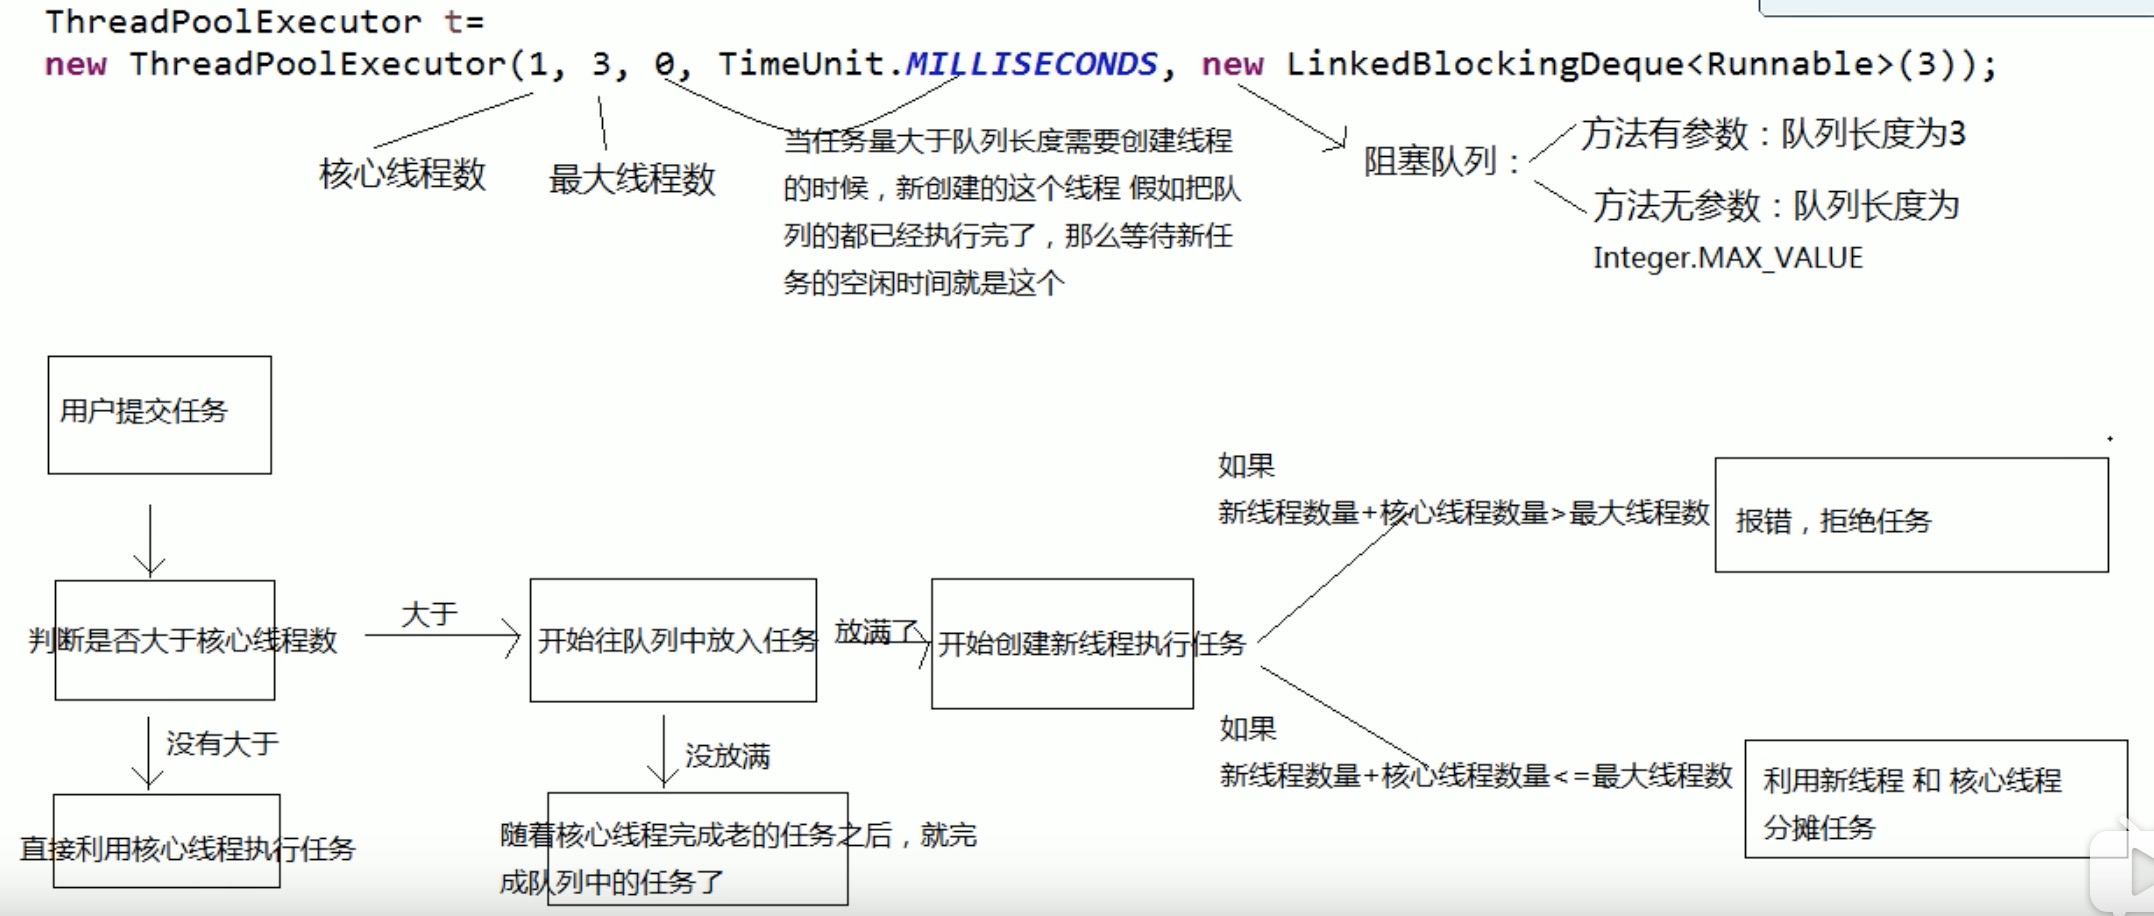 ThreadPoolExecutor t=
new ThreadPoolExecutor(1, 3, 0, TimeUnit.MILLISECONDS, new LinkedBlockingDeque<Runnable>(3));
核心线程数
最大线程数
当任务量大于队列长度需要创建线程
的时候，新创建的这个线程 假如把队
列的都已经执行完了，那么等待新任
务的空闲时间就是这个
阻塞队列：
方法有参数：队列长度为3
方法无参数：队列长度为
Integer.MAX_VALUE
用户提交任务
判断是否大于核心线程数
大于
开始往队列中放入任务
放满了
开始创建新线程执行任务
如果
新线程数量+核心线程数量>最大线程数
报错，拒绝任务
没有大于
直接利用核心线程执行任务
没放满
随着核心线程完成老的任务之后，就完
成队列中的任务了
如果
新线程数量+核心线程数量<=最大线程数
利用新线程 和 核心线程
分摊任务